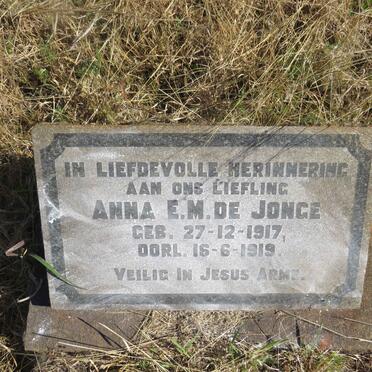 IN LIEFDEVOLLE HERINNERING
AAN ONS LIEFLING
ANNA E.M. DE JONGE
GEB. 27-12-1917,
OORL. 16-6-1919.
VEILIG IN JESUS ARME.